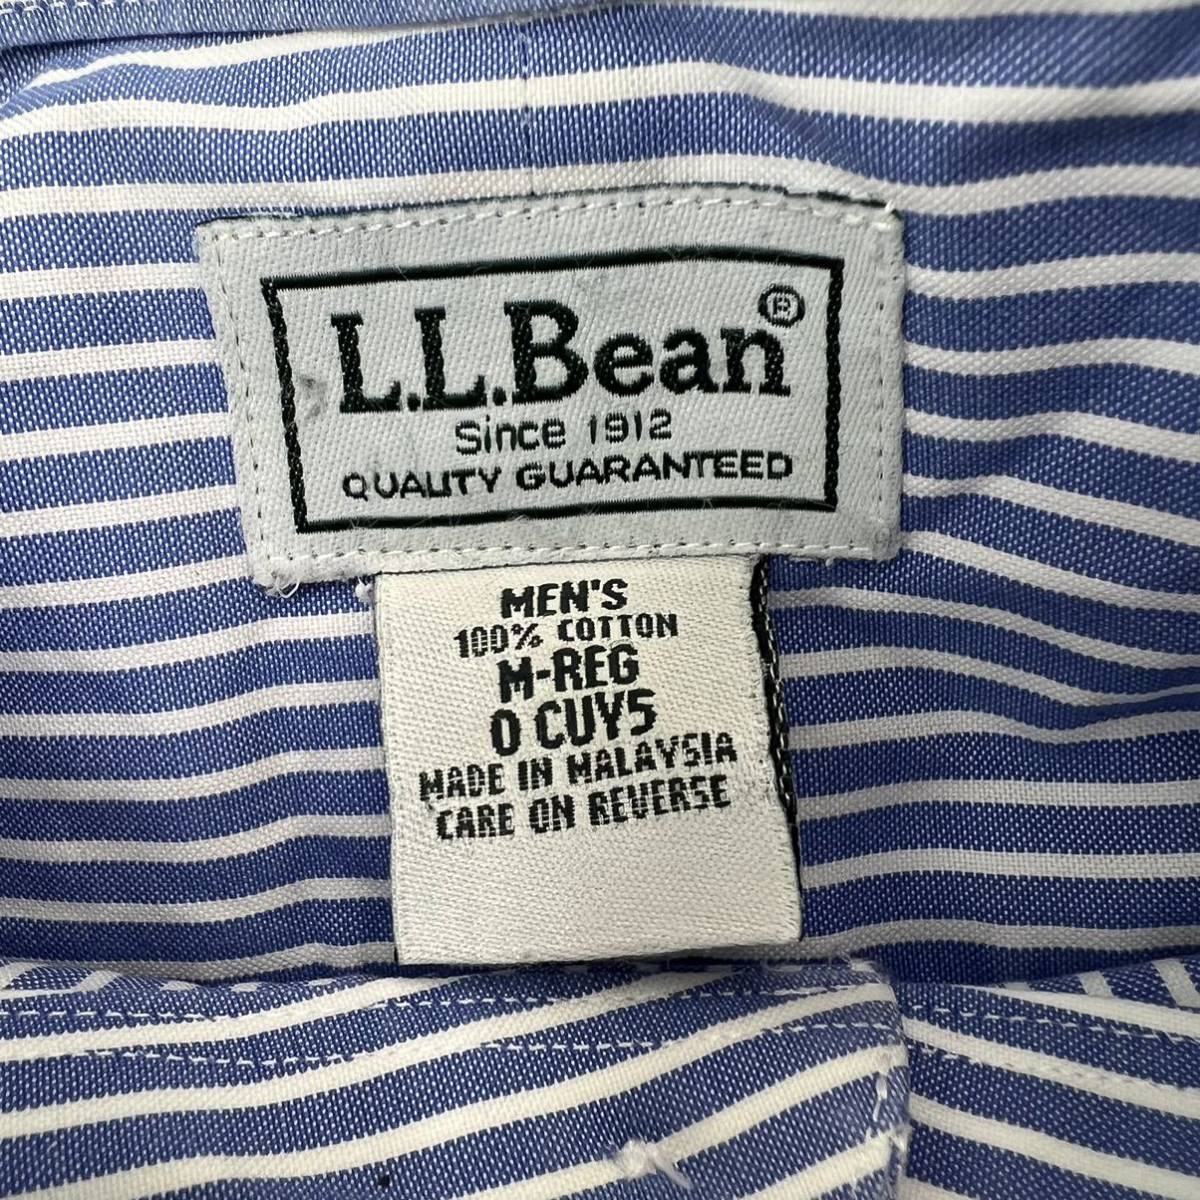 L.L.Bean®
Since 1912
QUALITY GUARANTEED
MEN'S
100% COTTON
M-REG
0 CUY5
MADE IN MALAYSIA
CARE ON REVERSE